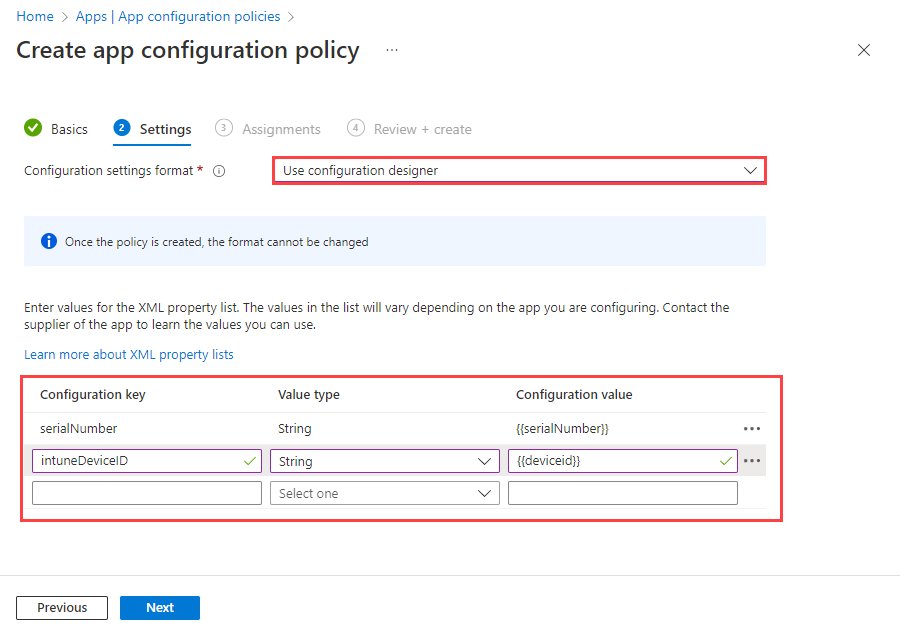 Home > Apps | App configuration policies >
Create app configuration policy ...
Basics 2 Settings 3 Assignments 4 Review + create
Configuration settings format * Use configuration designer
Once the policy is created, the format cannot be changed
Enter values for the XML property list. The values in the list will vary depending on the app you are configuring. Contact the
supplier of the app to learn the values you can use.
Learn more about XML property lists
Configuration key Value type Configuration value
serialNumber String {{serialNumber}}
intuneDeviceID String {{deviceid}}
Select one
Previous Next